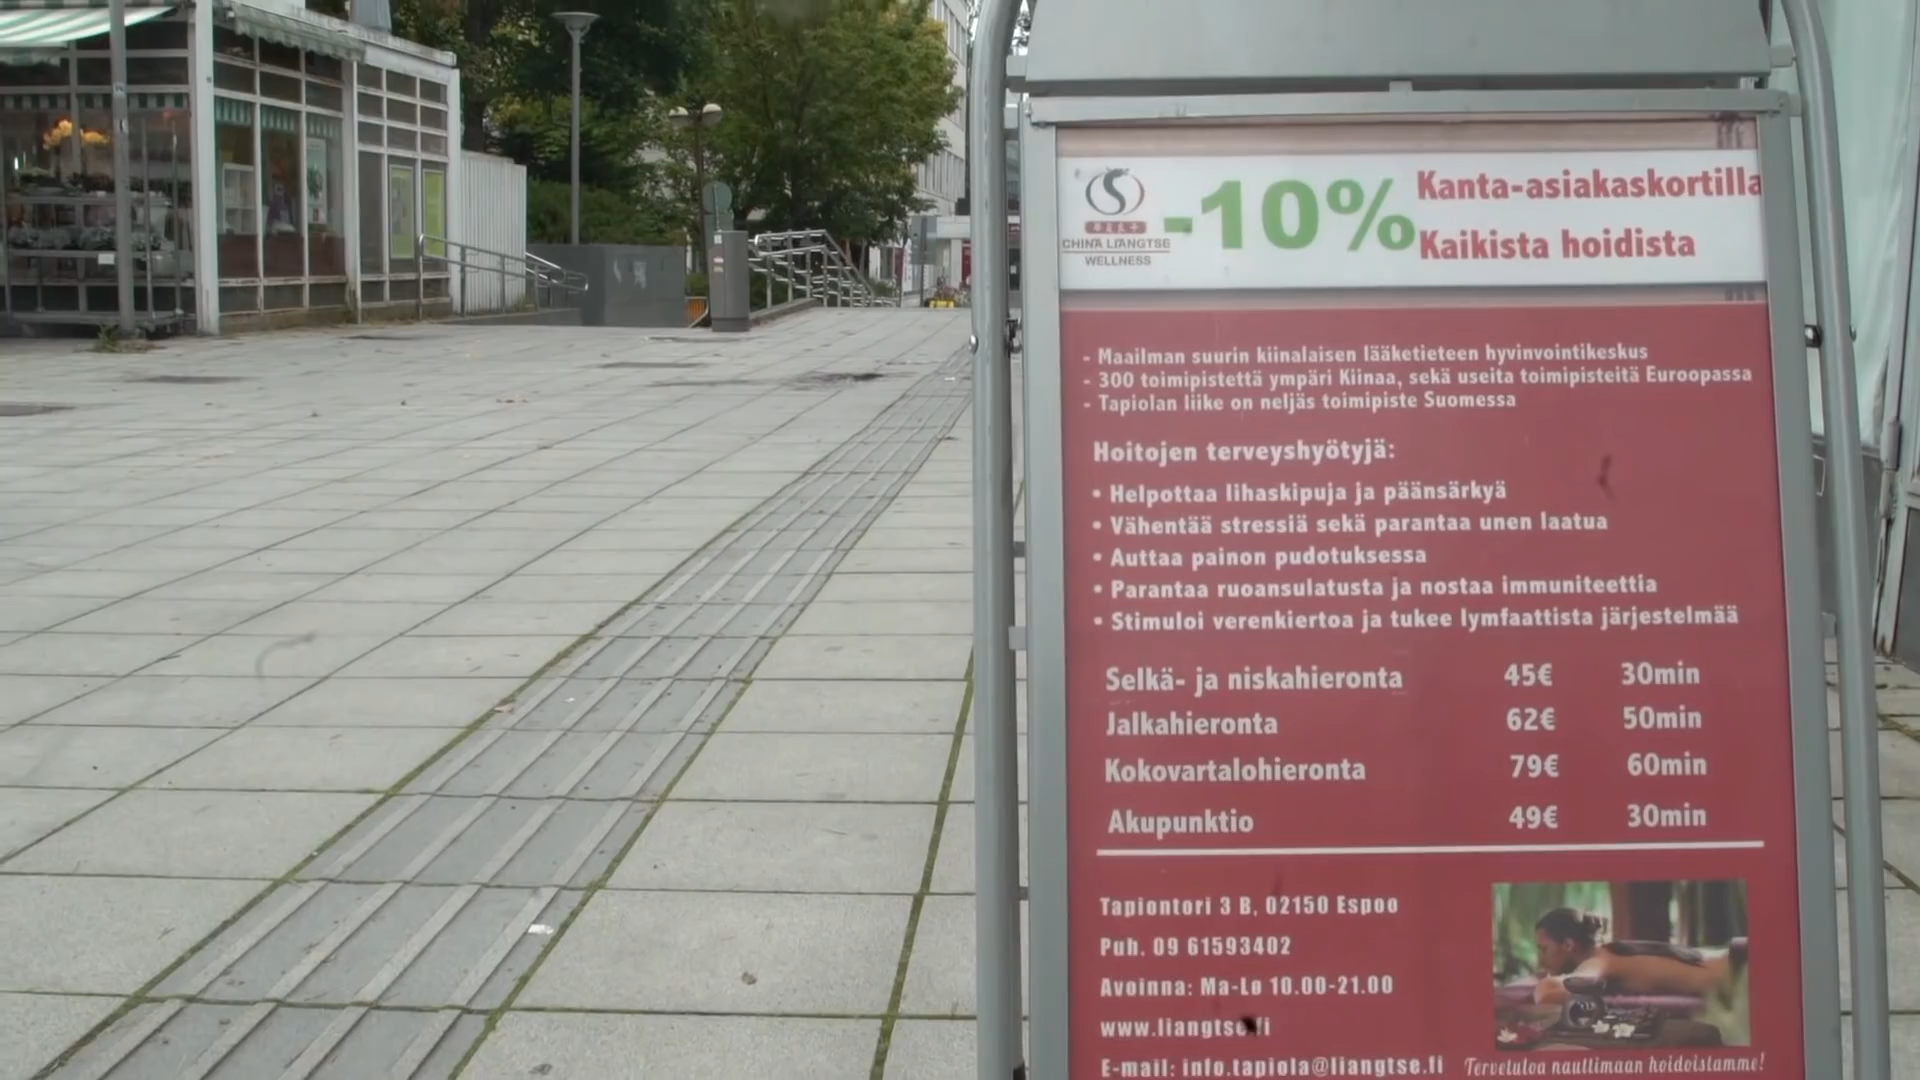 CHINA LIANGTSE
WELLNESS
-10%
Kanta-asiakaskortilla
Kaikista hoidista
- Maailman suurin kiinalaisen lääketieteen hyvinvointikeskus
- 300 toimipistettä ympäri Kiinaa, sekä useita toimipisteitä Euroopassa
- Tapiolan liike on neljäs toimipiste Suomessa
Hoitojen terveyshyötyjä:
• Helpottaa lihaskipuja ja päänsärkyä
• Vähentää stressiä sekä parantaa unen laatua
• Auttaa painon pudotuksessa
• Parantaa ruoansulatusta ja nostaa immuniteettia
• Stimuloi verenkiertoa ja tukee lymfaattista järjestelmää
Selkä- ja niskahieronta 45€ 30min
Jalkahieronta 62€ 50min
Kokovartalohieronta 79€ 60min
Akupunktio 49€ 30min
Tapiontori 3 B, 02150 Espoo
Puh. 09 61593402
Avoinna: Ma-La 10.00-21.00
www.liangtse.fi
E-mail: info.tapiola@liangtse.fi
Tervetuloa nauttimaan hoidoistamme!